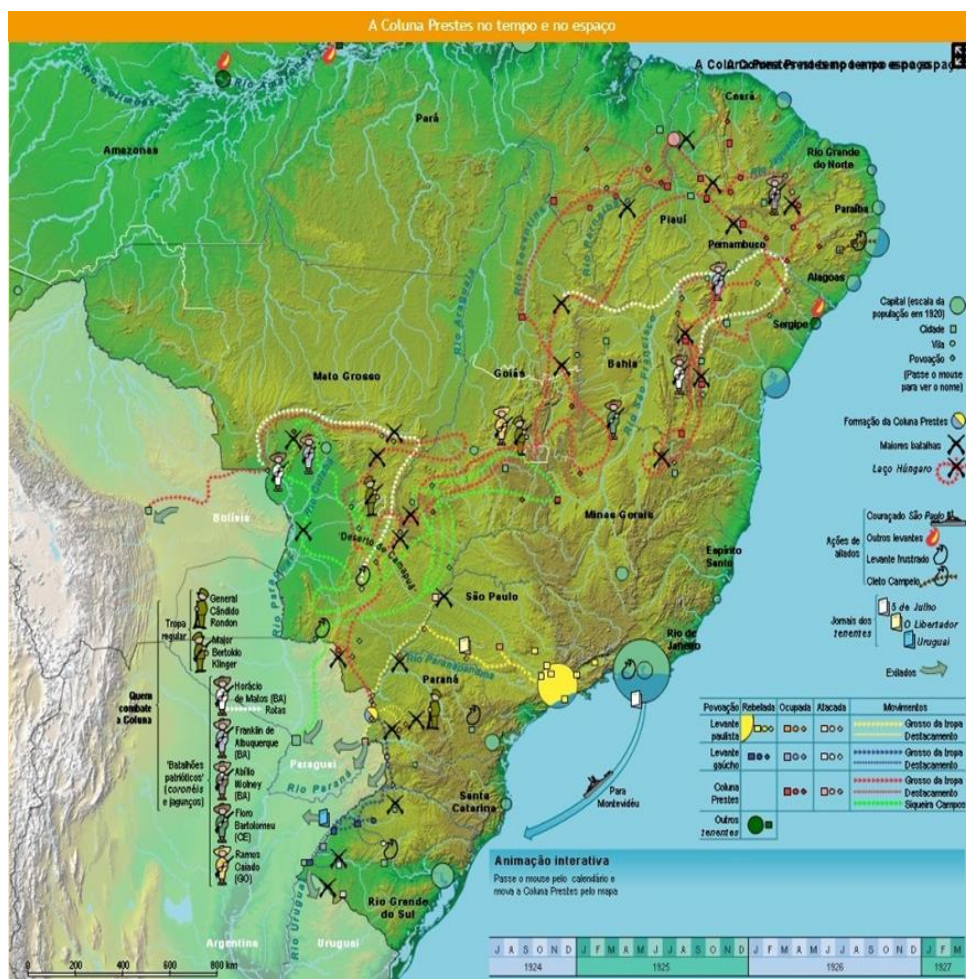 A Coluna Prestes no tempo e no espaço
Ceará
Pará
Amazonas
Rio Grande
do Norte
Paraíba
Piauí
Pernambuco
Alagoas
Sergipe
Rio Araguaia
Rio Parnaíba
Rio São Francisco
Bahia
Goiás
Mato Grosso
Minas Gerais
Espírito
Santo
Bolívia
"Deserto de Camapuã"
São Paulo
Rio de
Janeiro
Rio Paranapanema
Paraná
Paraguai
Rio Paraná
Santa
Catarina
Rio Uruguai
Rio Grande
do Sul
Argentina
Uruguai
Para
Montevidéu
Capital (escala da
população em 1920)
Cidade
Vila
Povoação
(Passe o mouse
para ver o nome)
Formação da Coluna Prestes
Maiores batalhas
Laço Húngaro
Couraçado São Paulo
Ações de
aliados
Outros levantes
Levante frustrado
Cleto Campelo
Jornais dos
tenentes
5 de Julho
O Libertador
Uruguai
Exilados
Quem
combate
a Coluna
Tropa
regular
General
Cândido
Rondon
Major
Bertoldo
Klinger
'Batalhões
patrióticos'
(coronéis e
jagunços)
Horácio
de Matos (BA)
Rotas
Franklin de
Albuquerque
(BA)
Abílio
Wolney
(BA)
Floro
Bartolomeu
(CE)
Ramos
Caiado
(GO)
Povoação Rebelada Ocupada Atacada Movimentos
Levante
paulista
Grosso da tropa
Destacamento
Levante
gaúcho
Grosso da tropa
Destacamento
Coluna
Prestes
Grosso da tropa
Destacamento
Siqueira Campos
Outros
tenentes
Animação interativa
Passe o mouse pelo calendário e
mova a Coluna Prestes pelo mapa
0 200 400 600 800 km
J A S O N D J F M A M J J A S O N D J F M A M J J A S O N D J F M
1924 1925 1926 1927